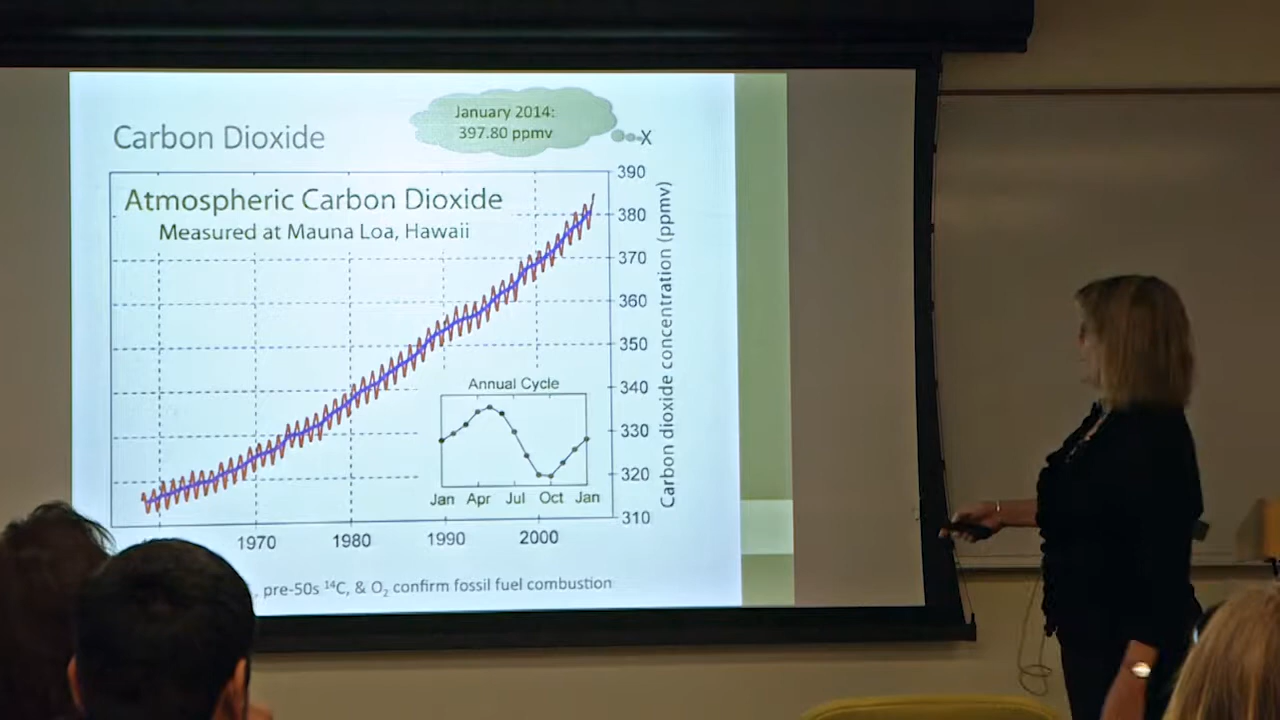 January 2014:
397.80 ppmv
Carbon Dioxide
X
Atmospheric Carbon Dioxide
Measured at Mauna Loa, Hawaii
390
380
370
360
350
340
330
320
310
Carbon dioxide concentration (ppmv)
Annual Cycle
Jan Apr Jul Oct Jan
1970 1980 1990 2000
, pre-50s ¹⁴C, & O₂ confirm fossil fuel combustion